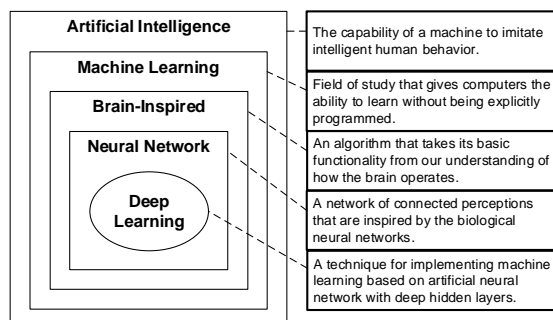 Artificial Intelligence
Machine Learning
Brain-Inspired
Neural Network
Deep
Learning
The capability of a machine to imitate
intelligent human behavior.
Field of study that gives computers the
ability to learn without being explicitly
programmed.
An algorithm that takes its basic
functionality from our understanding of
how the brain operates.
A network of connected perceptions
that are inspired by the biological
neural networks.
A technique for implementing machine
learning based on artificial neural
network with deep hidden layers.